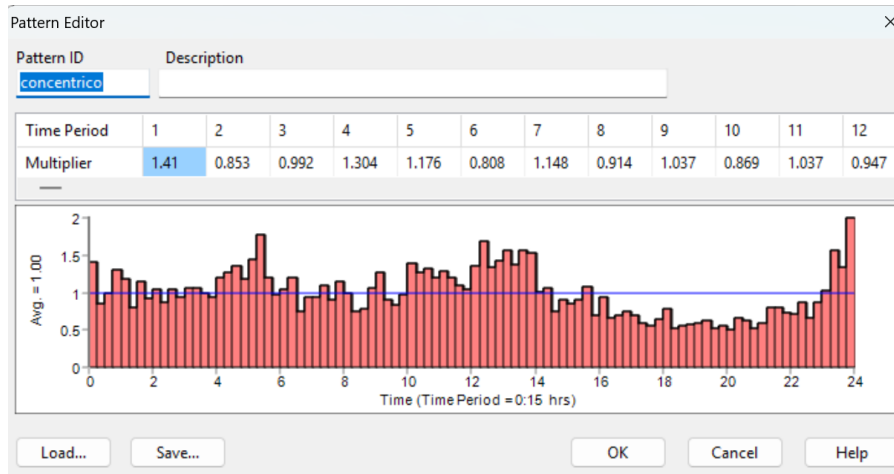 Pattern Editor
Pattern ID Description
concentrico
Time Period 1 2 3 4 5 6 7 8 9 10 11 12
Multiplier 1.41 0.853 0.992 1.304 1.176 0.808 1.148 0.914 1.037 0.869 1.037 0.947
2
1.5
1
0.5
0
Avg. = 1.00
0 2 4 6 8 10 12 14 16 18 20 22 24
Time (Time Period = 0:15 hrs)
Load... Save... OK Cancel Help